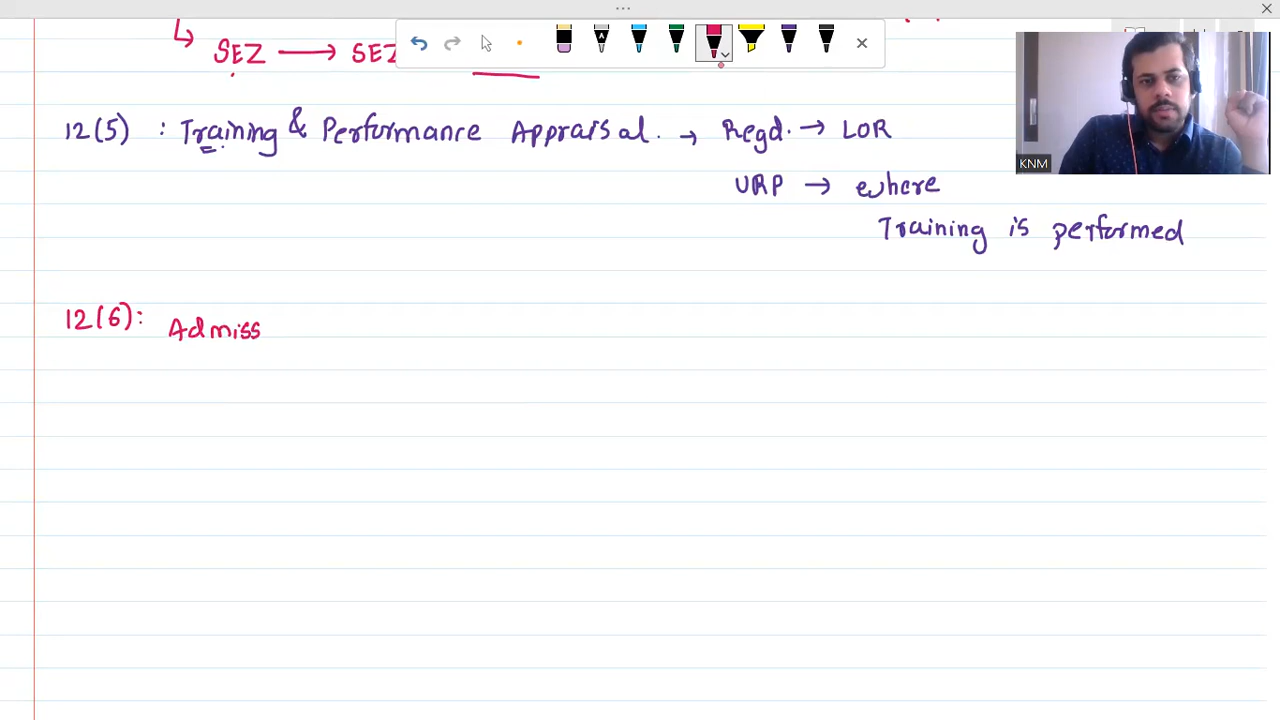 SEZ → SEZ
12(5) : Training & Performance Appraisal. → Regd. → LOR
URP → where
Training is performed
12(6): Admiss
KNM